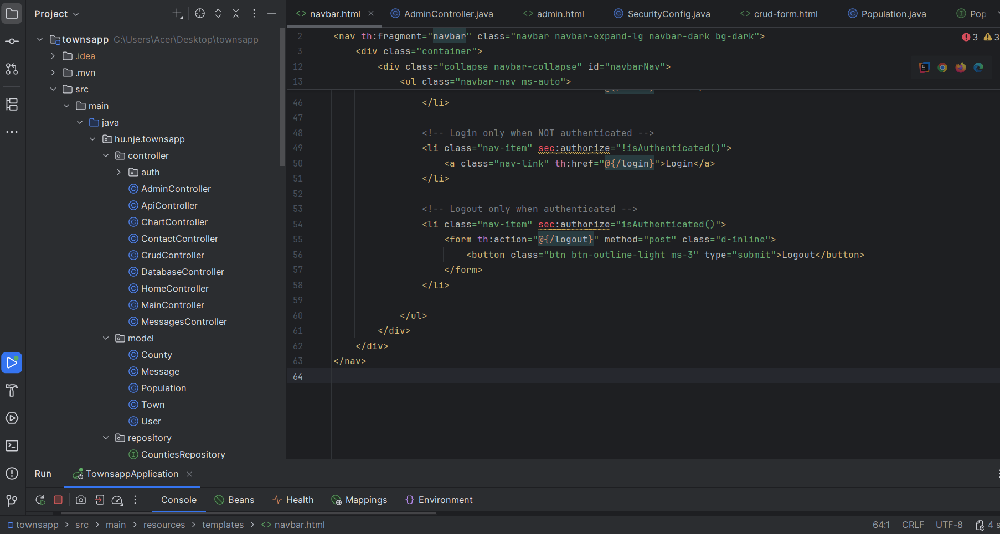 Project
townsapp C:\Users\Acer\Desktop\townsapp
.idea
.mvn
src
main
java
hu.nje.townsapp
controller
auth
AdminController
ApiController
ChartController
ContactController
CrudController
DatabaseController
HomeController
MainController
MessagesController
model
County
Message
Population
Town
User
repository
CountiesRepository
navbar.html AdminController.java admin.html SecurityConfig.java crud-form.html Population.java Pop
3 3
2 <nav th:fragment="navbar" class="navbar navbar-expand-lg navbar-dark bg-dark">
3 <div class="container">
12 <div class="collapse navbar-collapse" id="navbarNav">
13 <ul class="navbar-nav ms-auto">
46 </li>
47
48 <!-- Login only when NOT authenticated -->
49 <li class="nav-item" sec:authorize="!isAuthenticated()">
50 <a class="nav-link" th:href="@{/login}">Login</a>
51 </li>
52
53 <!-- Logout only when authenticated -->
54 <li class="nav-item" sec:authorize="isAuthenticated()">
55 <form th:action="@{/logout}" method="post" class="d-inline">
56 <button class="btn btn-outline-light ms-3" type="submit">Logout</button>
57 </form>
58 </li>
59
60 </ul>
61 </div>
62 </div>
63 </nav>
64
Run TownsappApplication
Console Beans Health Mappings Environment
townsapp > src > main > resources > templates > navbar.html 64:1 CRLF UTF-8 4 s